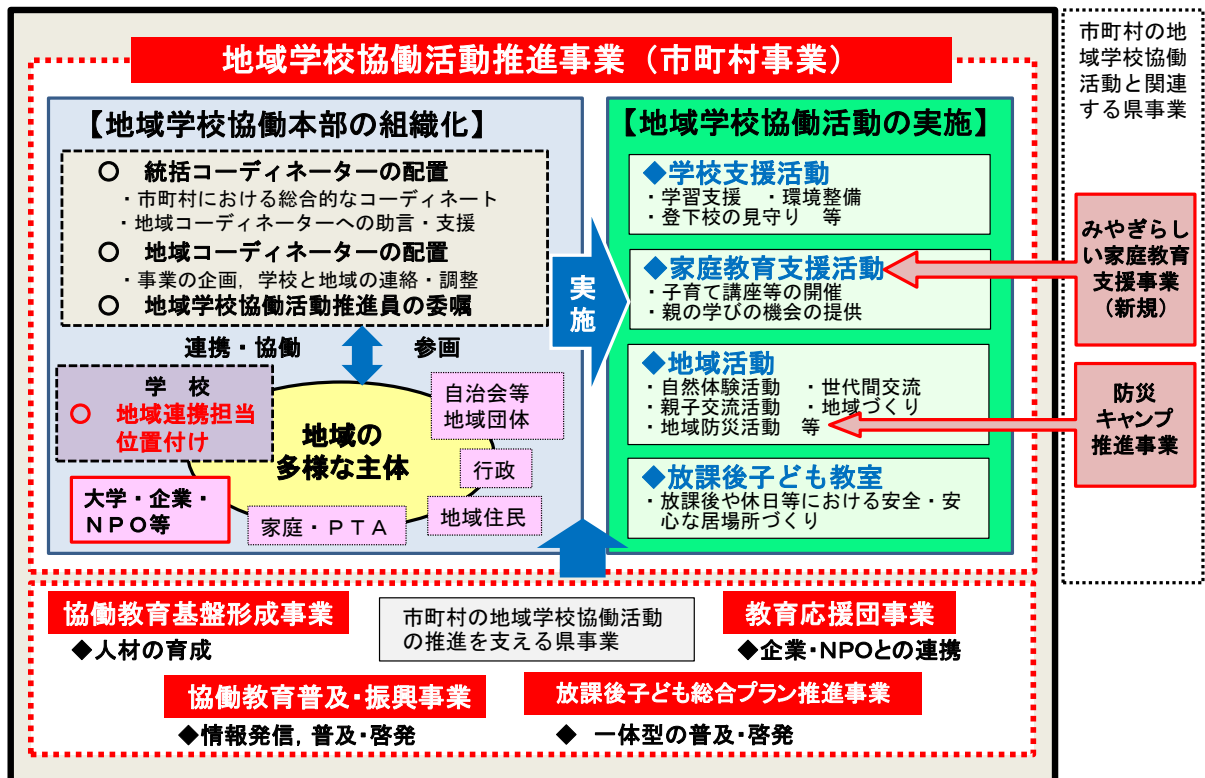 地域学校協働活動推進事業（市町村事業）
【地域学校協働本部の組織化】
○ 統括コーディネーターの配置
・市町村における総合的なコーディネート
・地域コーディネーターへの助言・支援
○ 地域コーディネーターの配置
・事業の企画，学校と地域の連絡・調整
○ 地域学校協働活動推進員の委嘱
連携・協働 参画
学 校
○ 地域連携担当
位置付け
地域の
多様な主体
自治会等
地域団体
行政
地域住民
家庭・ＰＴＡ
大学・企業・
ＮＰＯ等
実
施
【地域学校協働活動の実施】
◆学校支援活動
・学習支援 ・環境整備
・登下校の見守り 等
◆家庭教育支援活動
・子育て講座等の開催
・親の学びの機会の提供
◆地域活動
・自然体験活動 ・世代間交流
・親子交流活動 ・地域づくり
・地域防災活動 等
◆放課後子ども教室
・放課後や休日等における安全・安
心な居場所づくり
市町村の地
域学校協働
活動と関連
する県事業
みやぎらし
い家庭教育
支援事業
（新規）
防災
キャンプ
推進事業
協働教育基盤形成事業
◆人材の育成
市町村の地域学校協働活動
の推進を支える県事業
教育応援団事業
◆企業・NPOとの連携
協働教育普及・振興事業
◆情報発信，普及・啓発
放課後子ども総合プラン推進事業
◆ 一体型の普及・啓発